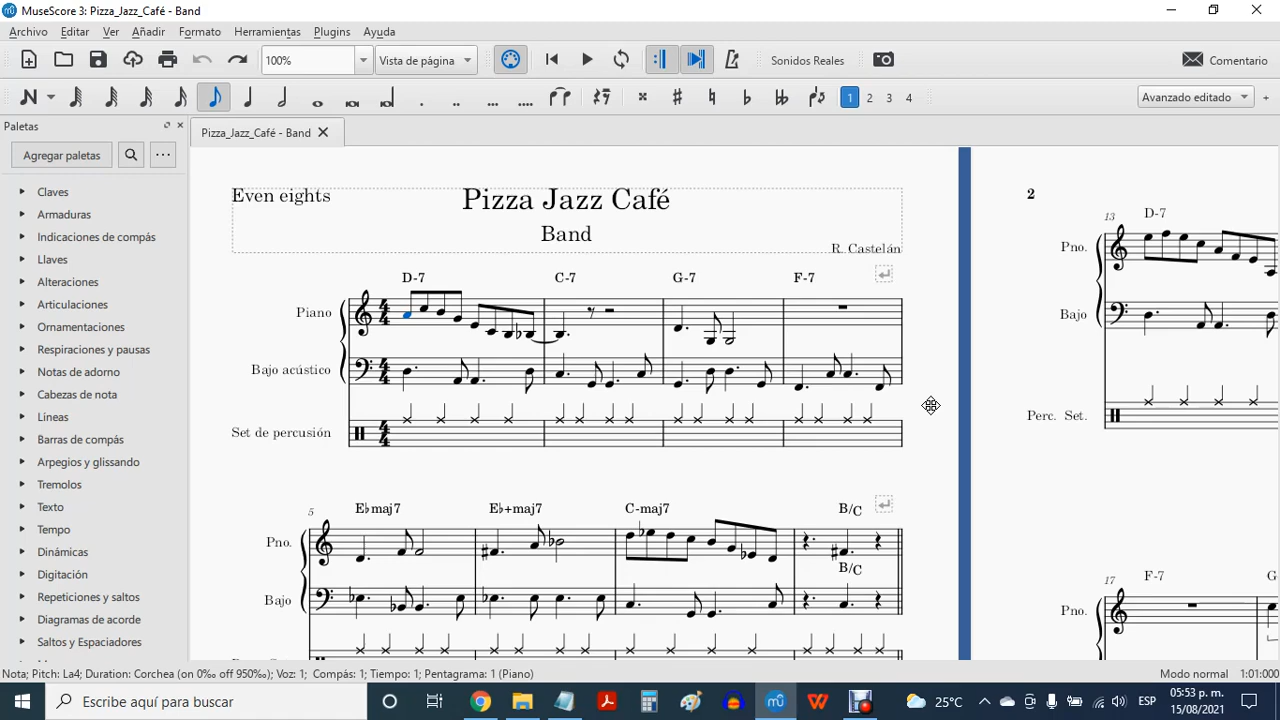 MuseScore 3: Pizza_Jazz_Café - Band
Archivo Editar Ver Añadir Formato Herramientas Plugins Ayuda
100% Vista de página Sonidos Reales Comentario
1 2 3 4 Avanzado editado
Paletas
Pizza_Jazz_Café - Band
Agregar paletas
Claves
Armaduras
Indicaciones de compás
Llaves
Alteraciones
Articulaciones
Ornamentaciones
Respiraciones y pausas
Notas de adorno
Cabezas de nota
Líneas
Barras de compás
Arpegios y glissando
Tremolos
Texto
Tempo
Dinámicas
Digitación
Repeticiones y saltos
Diagramas de acorde
Saltos y Espaciadores
Even eights
Pizza Jazz Café
Band
R. Castelán
D-7 C-7 G-7 F-7
Piano
Bajo acústico
Set de percusión
5 E♭maj7 E♭+maj7 C-maj7 B/C
Pno.
B/C
Bajo
2
13 D-7
Pno.
Bajo
Perc. Set.
17 F-7 G
Pno.
Nota; Pitch: La4; Duration: Corchea (on 0‰ off 950‰); Voz: 1; Compás: 1; Tiempo: 1; Pentagrama: 1 (Piano) Modo normal 1:01:000
Escribe aquí para buscar
25°C ESP 05:53 p. m.
15/08/2021